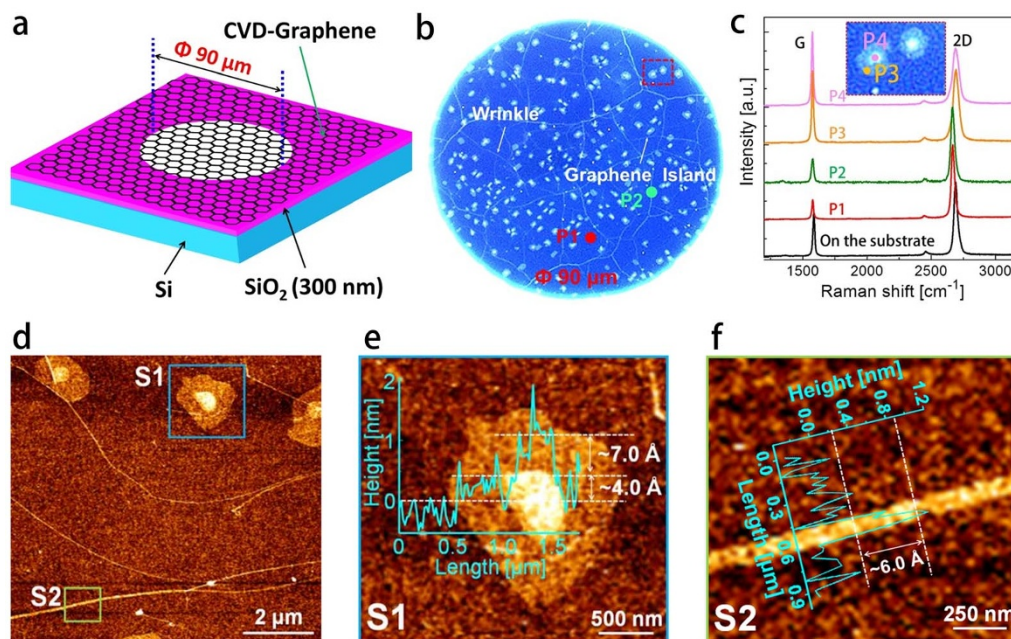 a
CVD-Graphene
Φ 90 μm
Si
SiO₂ (300 nm)
b
Wrinkle
Graphene Island
P2
P1
Φ 90 μm
c
Intensity [a.u.]
G
2D
P4
P3
P4
P3
P2
P1
On the substrate
1500 2000 2500 3000
Raman shift [cm⁻¹]
d
S1
S2
2 μm
e
Height [nm]
2
1
0
~7.0 Å
~4.0 Å
0 0.5 1.0 1.5
Length [μm]
S1
500 nm
f
Height [nm]
0.0 0.4 0.8 1.2
0.0 0.3 0.6 0.9
Length [μm]
~6.0 Å
S2
250 nm